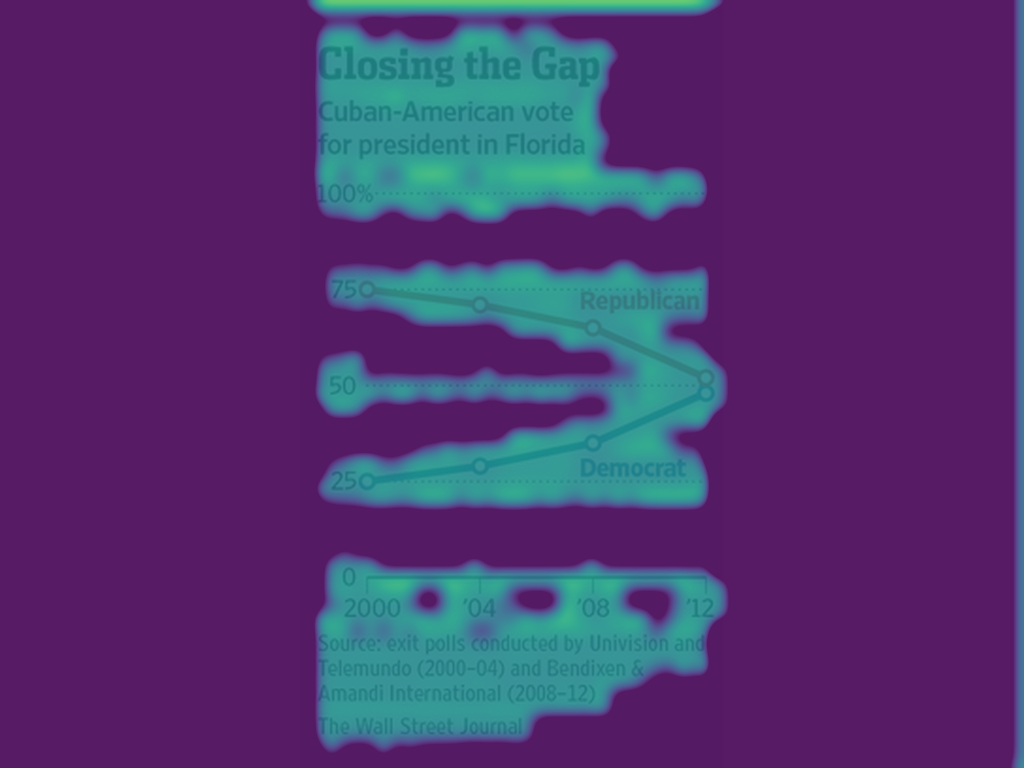 Closing the Gap
Cuban-American vote
for president in Florida
100%
75
Republican
50
Democrat
25
0
2000 '04 '08 '12
Source: exit polls conducted by Univision and
Telemundo (2000–04) and Bendixen &
Amandi International (2008–12)
The Wall Street Journal